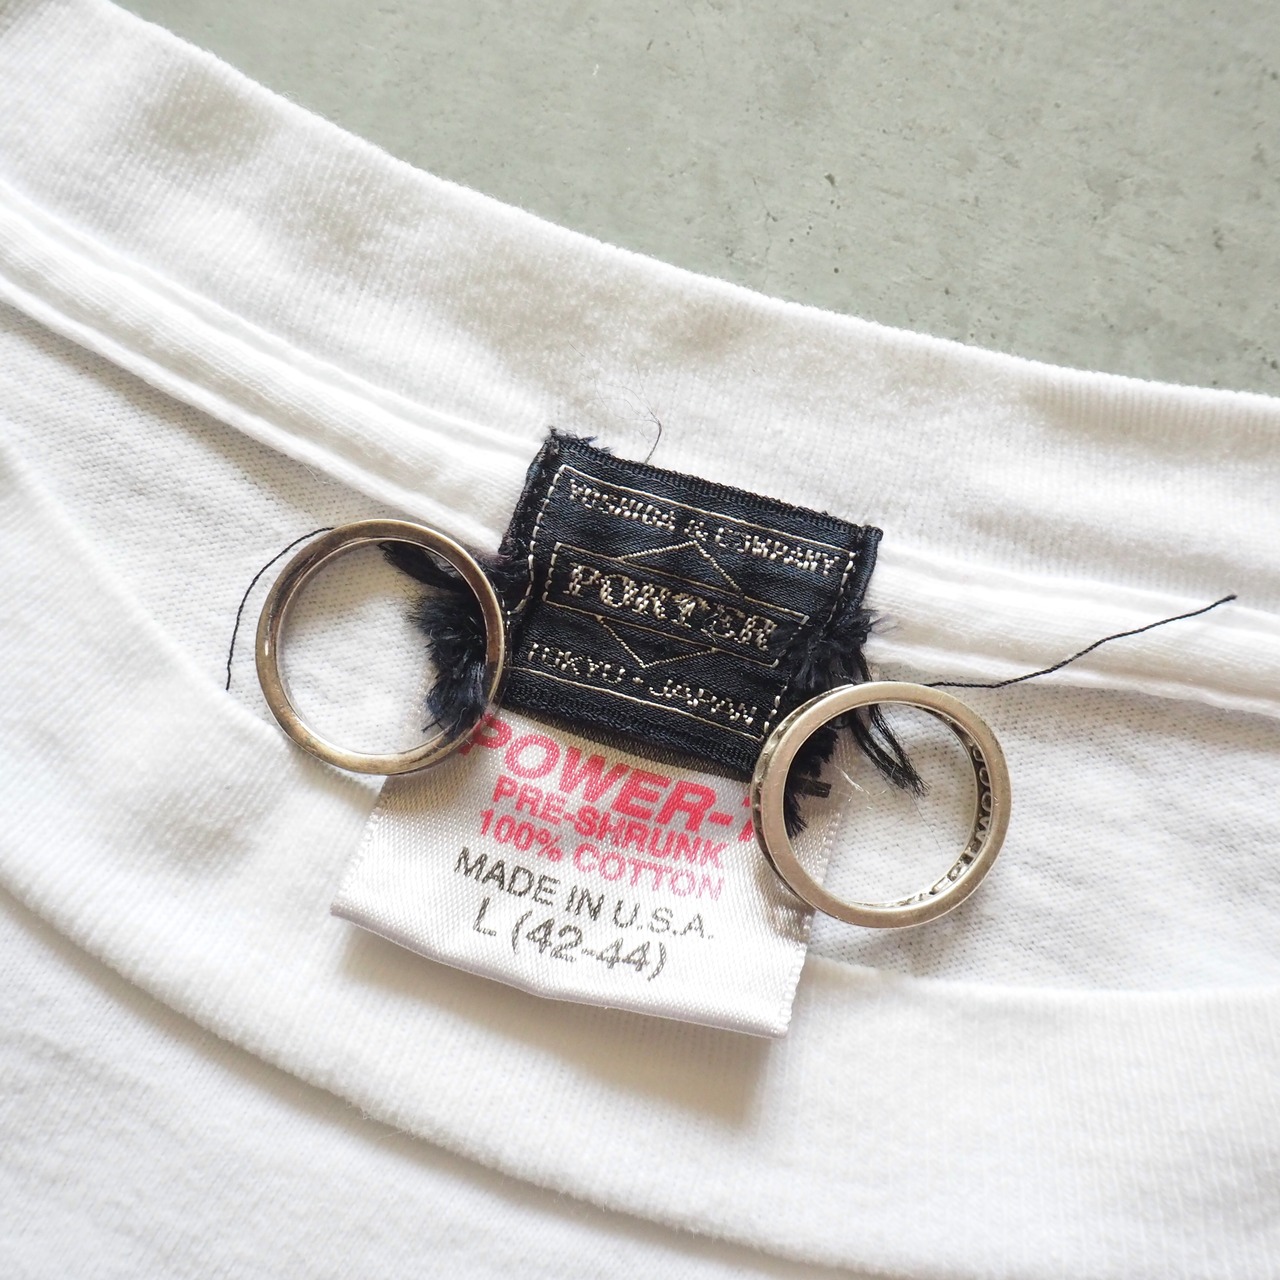 YOSHIDA & COMPANY
PORTER
TOKYO - JAPAN
POWER-T
PRE-SHRUNK
100% COTTON
MADE IN U.S.A.
L (42-44)